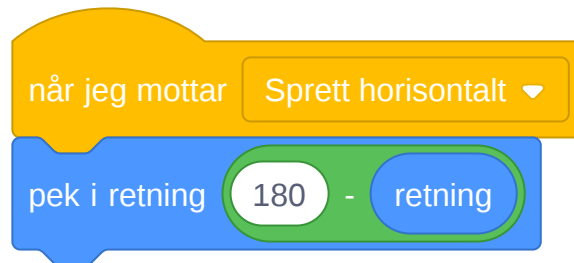 når jeg mottar Sprett horisontalt
pek i retning 180 - retning